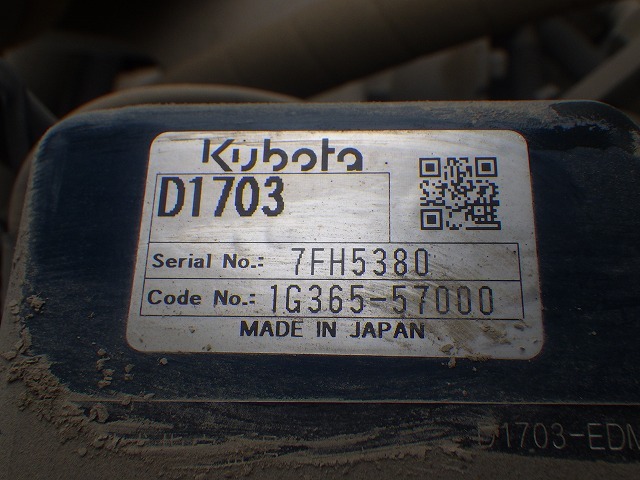 Kubota
D1703
Serial No.: 7FH5380
Code No.: 1G365-57000
MADE IN JAPAN
D1703-EDM